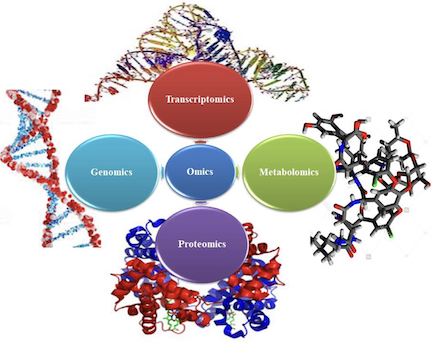 Transcriptomics
Genomics
Omics
Metabolomics
Proteomics